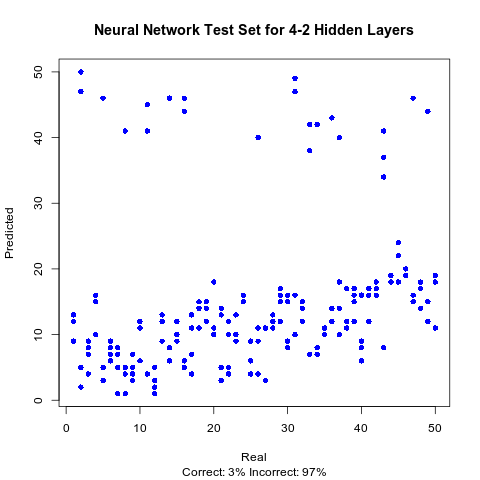 Neural Network Test Set for 4-2 Hidden Layers
Predicted
50
40
30
20
10
0
0 10 20 30 40 50
Real
Correct: 3% Incorrect: 97%